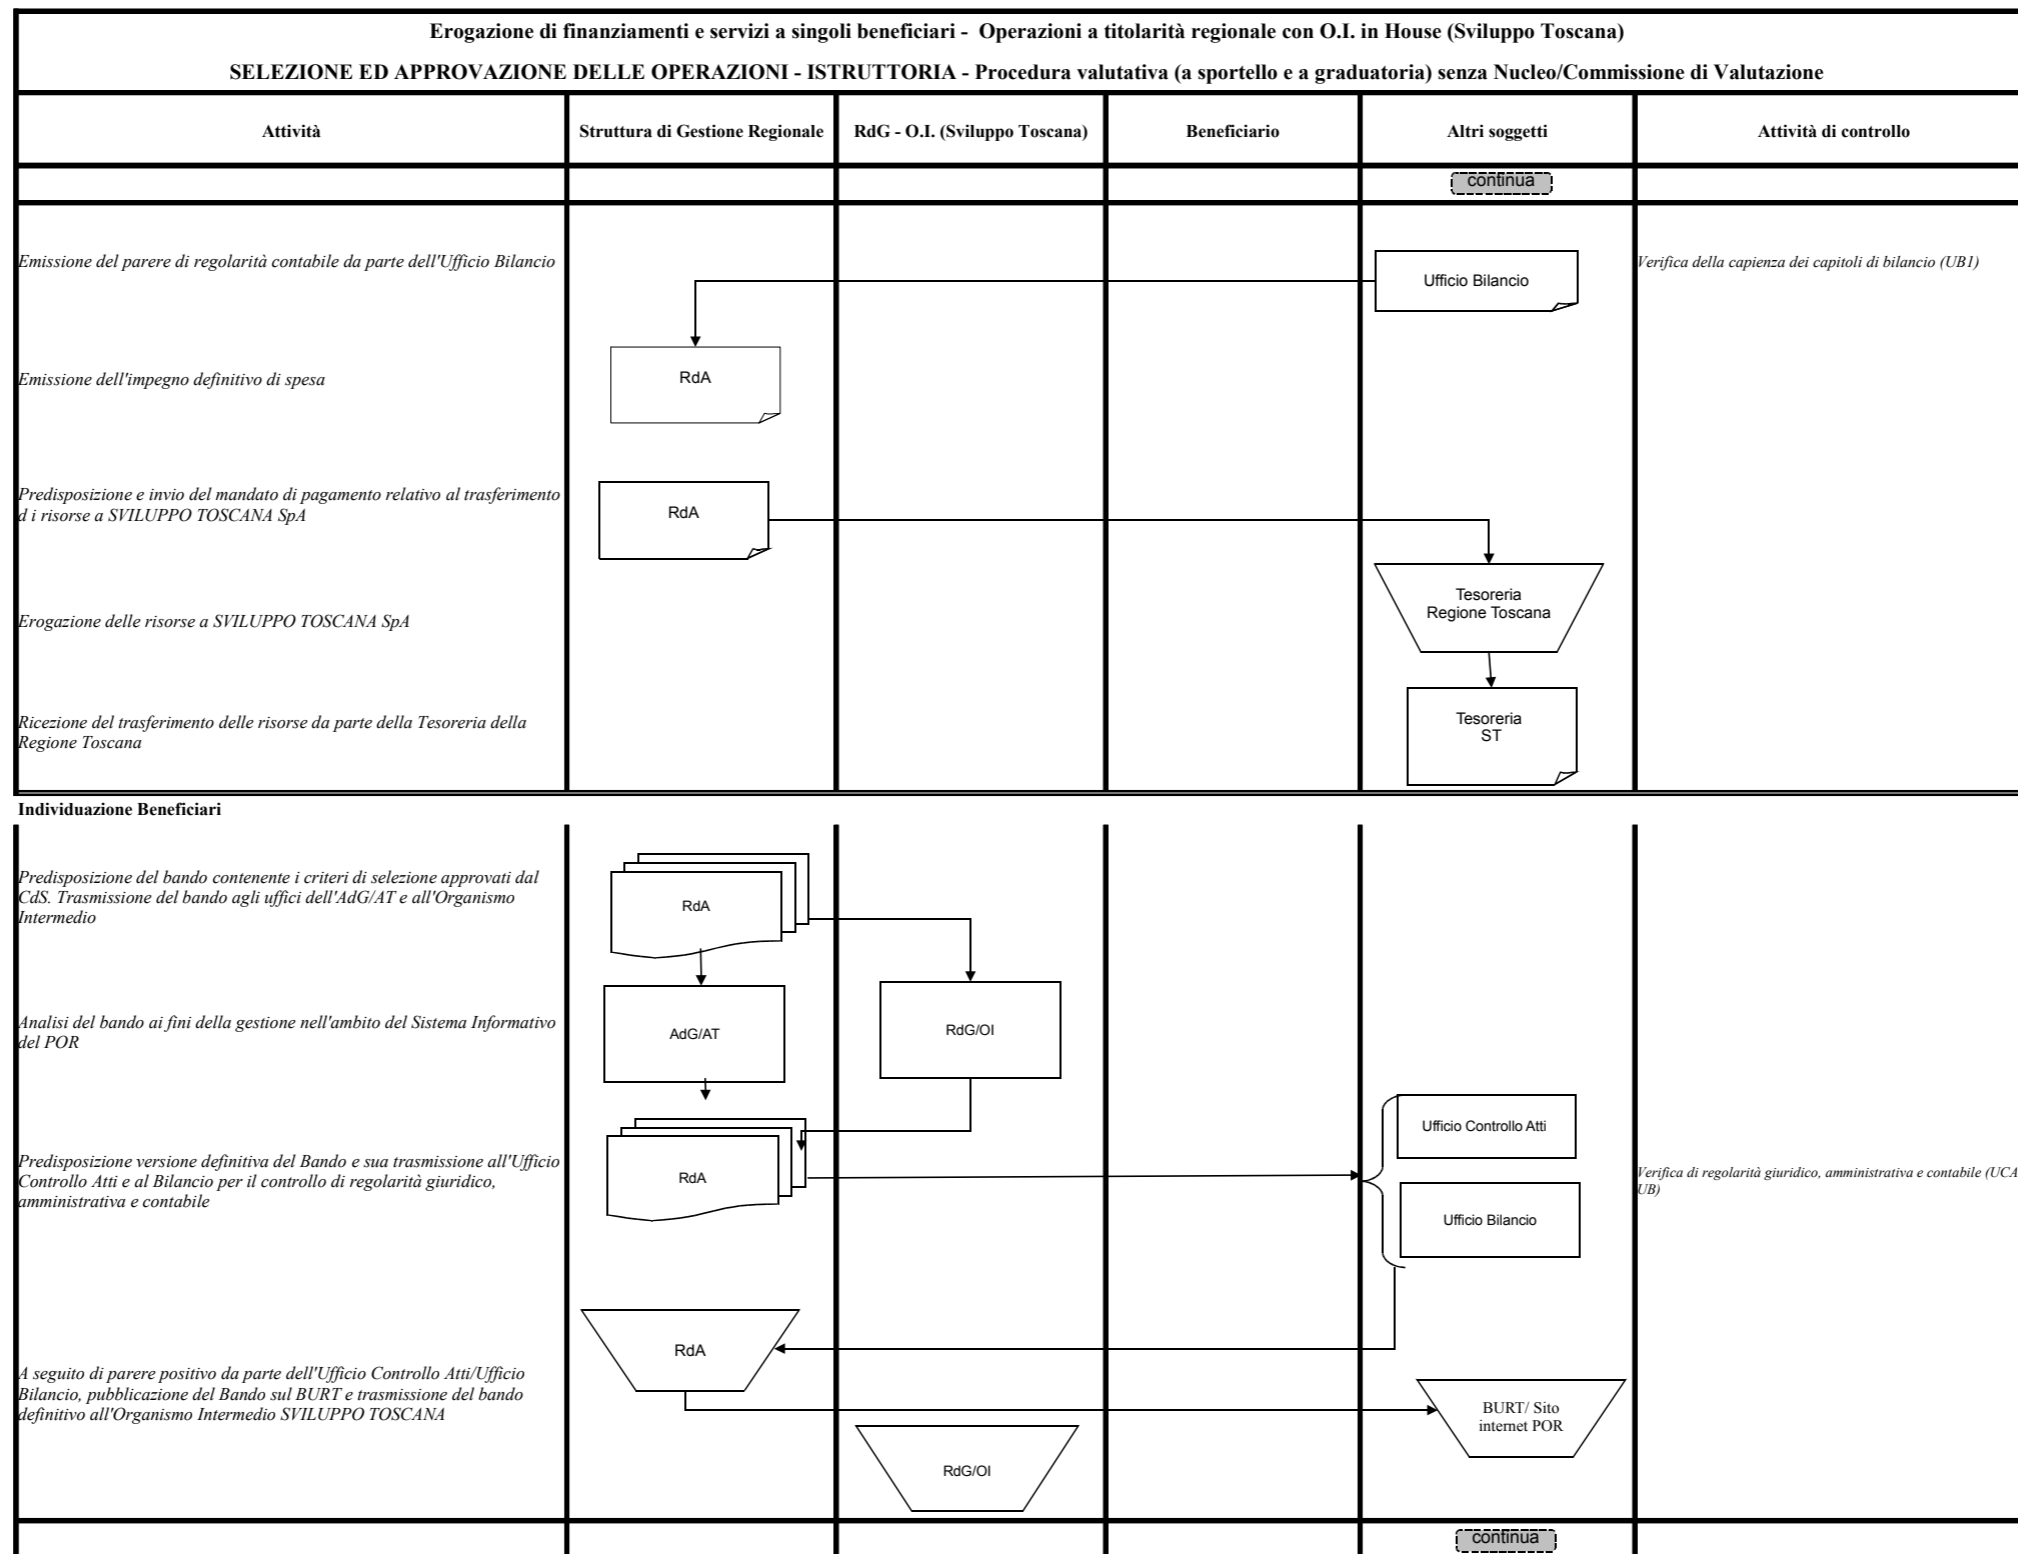 Erogazione di finanziamenti e servizi a singoli beneficiari - Operazioni a titolarità regionale con O.I. in House (Sviluppo Toscana)
SELEZIONE ED APPROVAZIONE DELLE OPERAZIONI - ISTRUTTORIA - Procedura valutativa (a sportello e a graduatoria) senza Nucleo/Commissione di Valutazione
Attività
Struttura di Gestione Regionale
RdG - O.I. (Sviluppo Toscana)
Beneficiario
Altri soggetti
Attività di controllo
continua
Emissione del parere di regolarità contabile da parte dell'Ufficio Bilancio
Ufficio Bilancio
Verifica della capienza dei capitoli di bilancio (UB1)
Emissione dell'impegno definitivo di spesa
RdA
Predisposizione e invio del mandato di pagamento relativo al trasferimento
d i risorse a SVILUPPO TOSCANA SpA
RdA
Erogazione delle risorse a SVILUPPO TOSCANA SpA
Tesoreria
Regione Toscana
Ricezione del trasferimento delle risorse da parte della Tesoreria della
Regione Toscana
Tesoreria
ST
Individuazione Beneficiari
Predisposizione del bando contenente i criteri di selezione approvati dal
CdS. Trasmissione del bando agli uffici dell'AdG/AT e all'Organismo
Intermedio
RdA
Analisi del bando ai fini della gestione nell'ambito del Sistema Informativo
del POR
AdG/AT
RdG/OI
Predisposizione versione definitiva del Bando e sua trasmissione all'Ufficio
Controllo Atti e al Bilancio per il controllo di regolarità giuridico,
amministrativa e contabile
RdA
Ufficio Controllo Atti
Ufficio Bilancio
Verifica di regolarità giuridico, amministrativa e contabile (UCA
UB)
A seguito di parere positivo da parte dell'Ufficio Controllo Atti/Ufficio
Bilancio, pubblicazione del Bando sul BURT e trasmissione del bando
definitivo all'Organismo Intermedio SVILUPPO TOSCANA
RdA
BURT/ Sito
internet POR
RdG/OI
continua